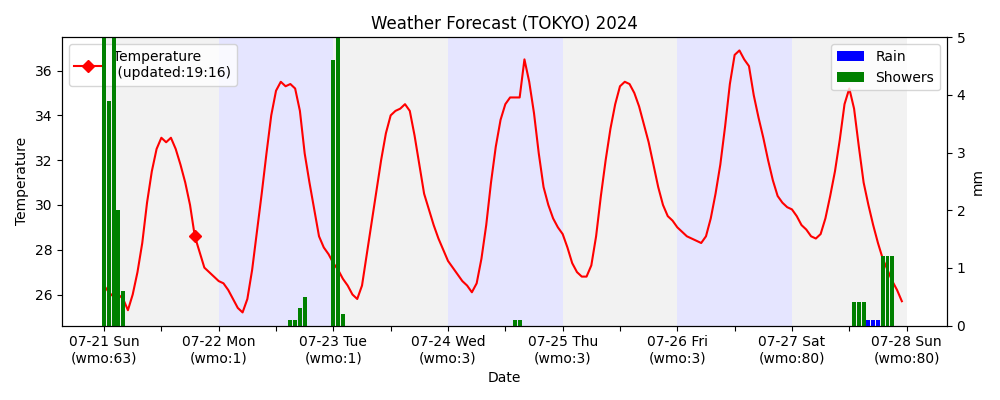 Weather Forecast (TOKYO) 2024
Temperature
(updated:19:16)
Rain
Showers
Temperature
36
34
32
30
28
26
5
4
3
2
1
0
mm
07-21 Sun
(wmo:63)
07-22 Mon
(wmo:1)
07-23 Tue
(wmo:1)
07-24 Wed
(wmo:3)
07-25 Thu
(wmo:3)
07-26 Fri
(wmo:3)
07-27 Sat
(wmo:80)
07-28 Sun
(wmo:80)
Date